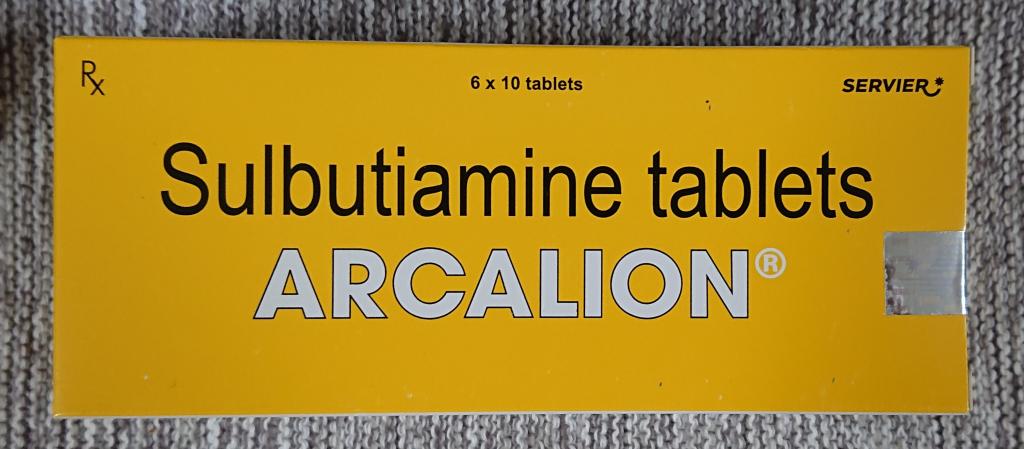 Rx
6 x 10 tablets
SERVIER
Sulbutiamine tablets
ARCALION®